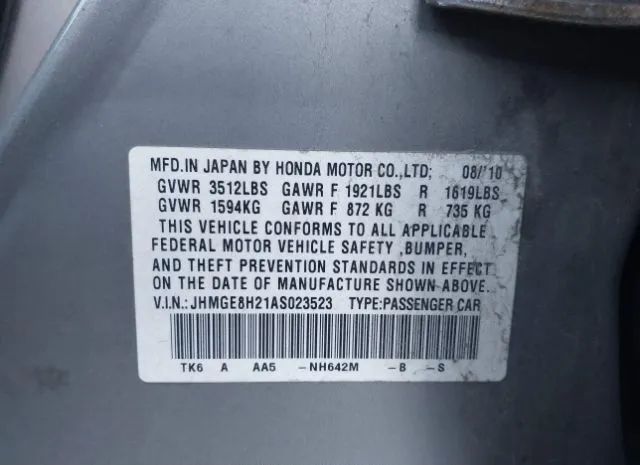 MFD.IN JAPAN BY HONDA MOTOR CO.,LTD; 08/'10
GVWR 3512LBS GAWR F 1921LBS R 1619LBS
GVWR 1594KG GAWR F 872 KG R 735 KG
THIS VEHICLE CONFORMS TO ALL APPLICABLE
FEDERAL MOTOR VEHICLE SAFETY ,BUMPER,
AND THEFT PREVENTION STANDARDS IN EFFECT
ON THE DATE OF MANUFACTURE SHOWN ABOVE.
V.I.N.: JHMGE8H21AS023523 TYPE:PASSENGER CAR
TK6 A AA5 -NH642M -B -S